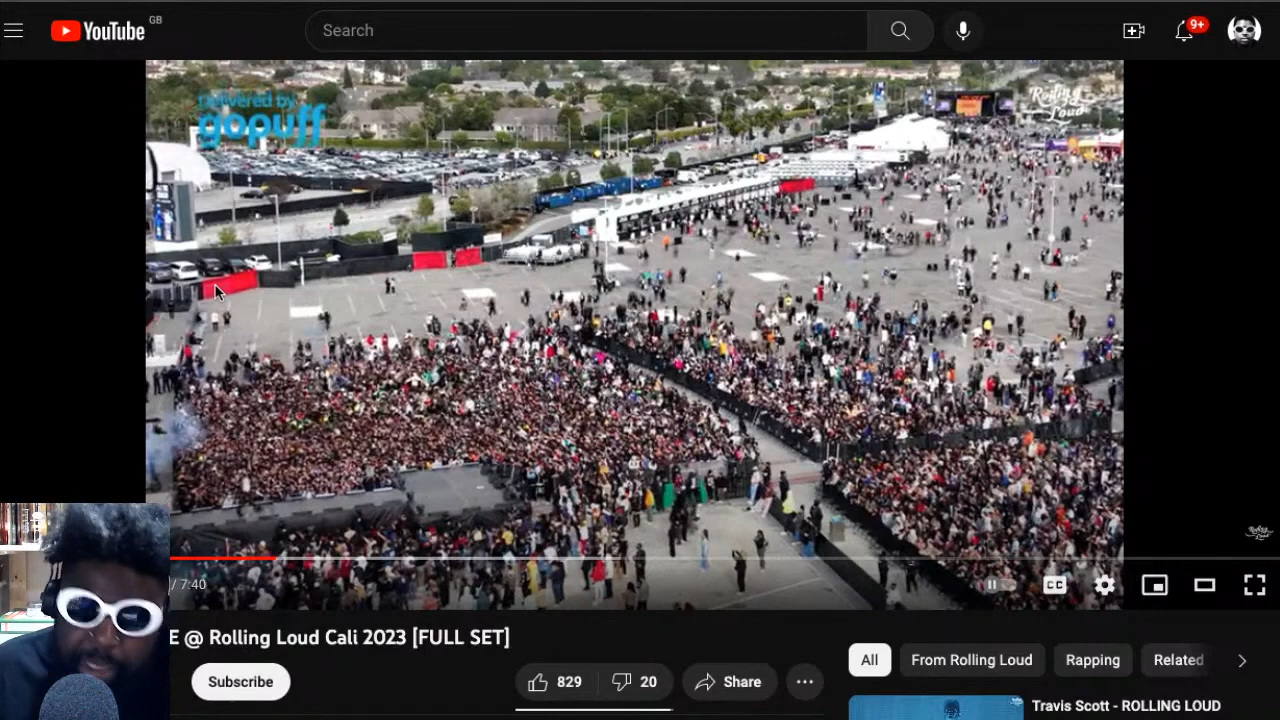 YouTube GB
Search
9+
delivered by
gopuff
Rolling
Loud
/ 7:40
CC
E @ Rolling Loud Cali 2023 [FULL SET]
Subscribe
829
20
Share
All
From Rolling Loud
Rapping
Related
Travis Scott - ROLLING LOUD